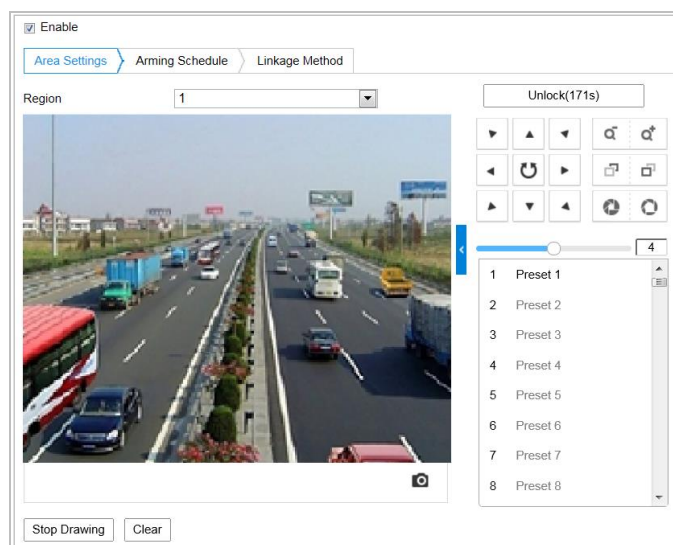 Enable
Area Settings Arming Schedule Linkage Method
Region 1
Unlock(171s)
4
1 Preset 1
2 Preset 2
3 Preset 3
4 Preset 4
5 Preset 5
6 Preset 6
7 Preset 7
8 Preset 8
Stop Drawing Clear